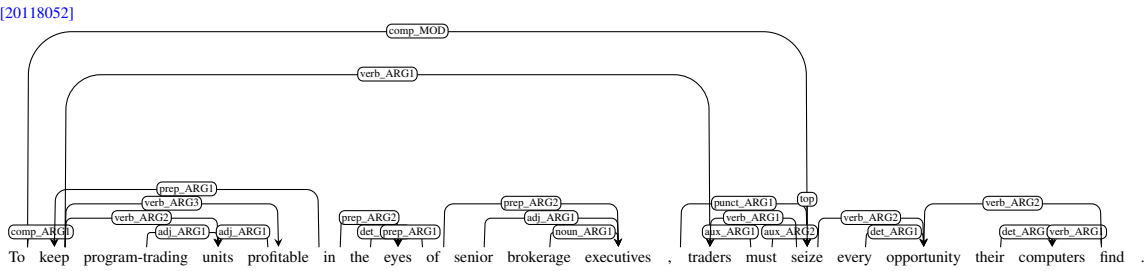 [20118052]
comp_MOD
verb_ARG1
prep_ARG1
verb_ARG3 top
prep_ARG2 punct_ARG1 verb_ARG2
verb_ARG2 prep_ARG2 adj_ARG1 verb_ARG1 verb_ARG2
comp_ARG1 adj_ARG1 adj_ARG1 det_ prep_ARG1 noun_ARG1 aux_ARG1 aux_ARG2 det_ARG1 det_ARG verb_ARG1
To keep program-trading units profitable in the eyes of senior brokerage executives , traders must seize every opportunity their computers find .